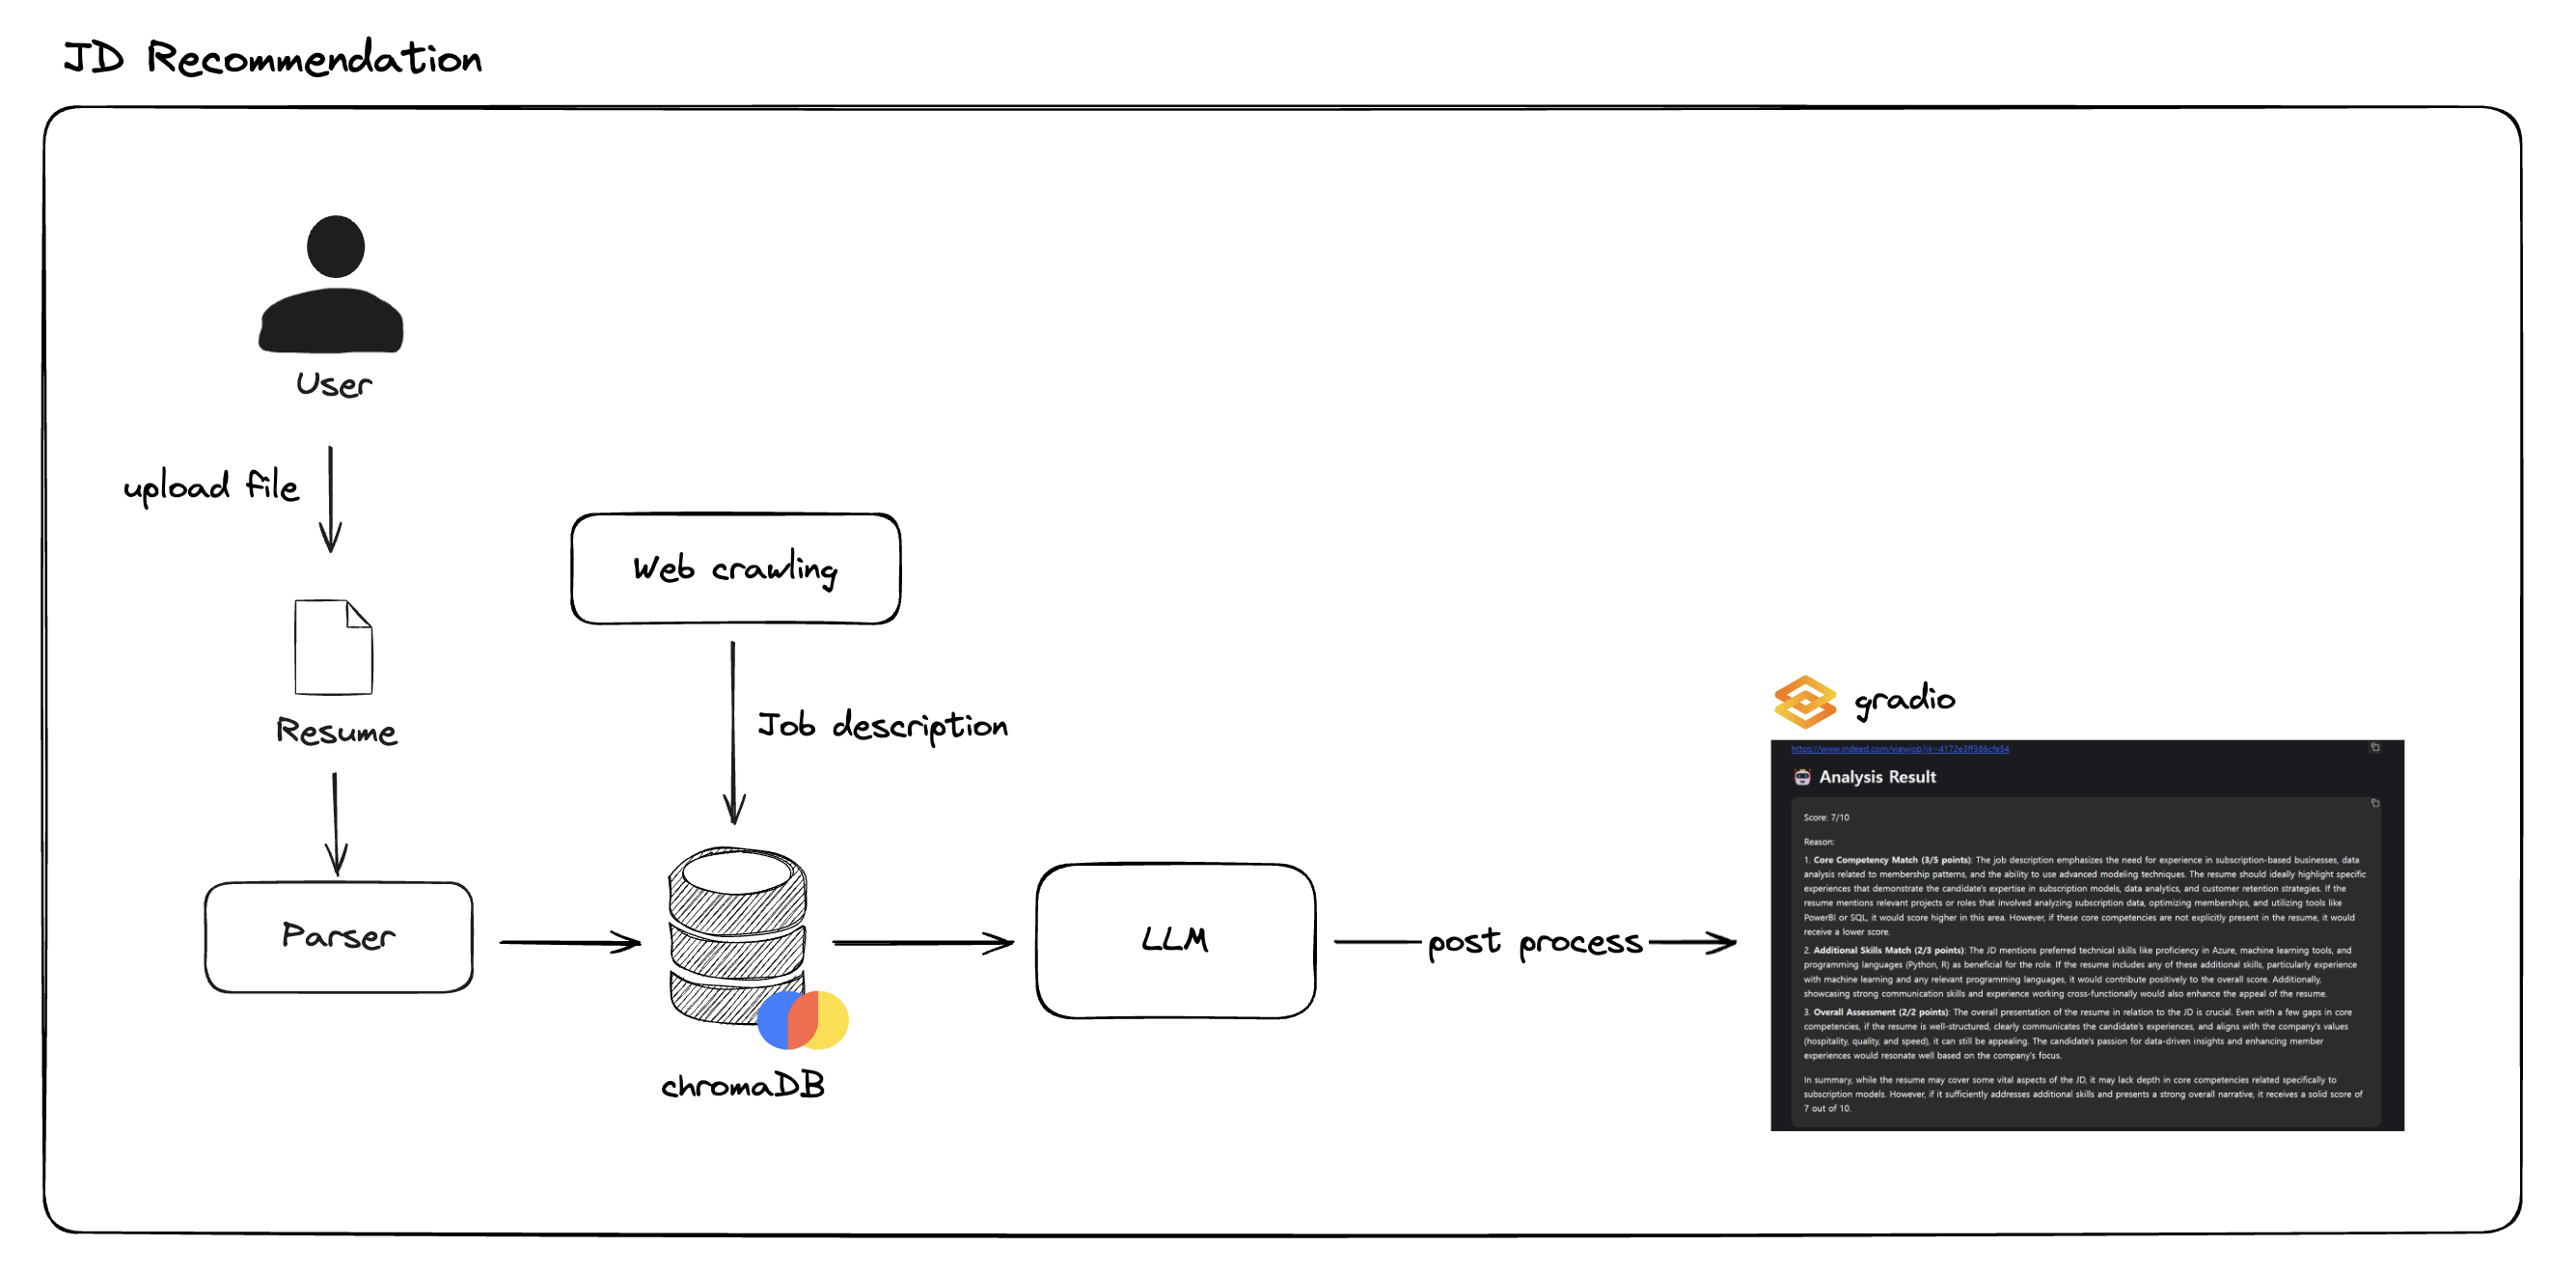 JD Recommendation
User
upload file
Resume
Parser
Web crawling
Job description
chromaDB
LLM
post process
gradio
https://www.indeed.com/viewjob?jk=4172e3ff386cfe54
Analysis Result
Score: 7/10
Reason:
1. Core Competency Match (3/5 points): The job description emphasizes the need for experience in subscription-based businesses, data
analysis related to membership patterns, and the ability to use advanced modeling techniques. The resume should ideally highlight specific
experiences that demonstrate the candidate's expertise in subscription models, data analytics, and customer retention strategies. If the
resume mentions relevant projects or roles that involved analyzing subscription data, optimizing memberships, and utilizing tools like
PowerBI or SQL, it would score higher in this area. However, if these core competencies are not explicitly present in the resume, it would
receive a lower score.
2. Additional Skills Match (2/3 points): The JD mentions preferred technical skills like proficiency in Azure, machine learning tools, and
programming languages (Python, R) as beneficial for the role. If the resume includes any of these additional skills, particularly experience
with machine learning and any relevant programming languages, it would contribute positively to the overall score. Additionally,
showcasing strong communication skills and experience working cross-functionally would also enhance the appeal of the resume.
3. Overall Assessment (2/2 points): The overall presentation of the resume in relation to the JD is crucial. Even with a few gaps in core
competencies, if the resume is well-structured, clearly communicates the candidate's experiences, and aligns with the company's values
(hospitality, quality, and speed), it can still be appealing. The candidate's passion for data-driven insights and enhancing member
experiences would resonate well based on the company's focus.
In summary, while the resume may cover some vital aspects of the JD, it may lack depth in core competencies related specifically to
subscription models. However, if it sufficiently addresses additional skills and presents a strong overall narrative, it receives a solid score of
7 out of 10.